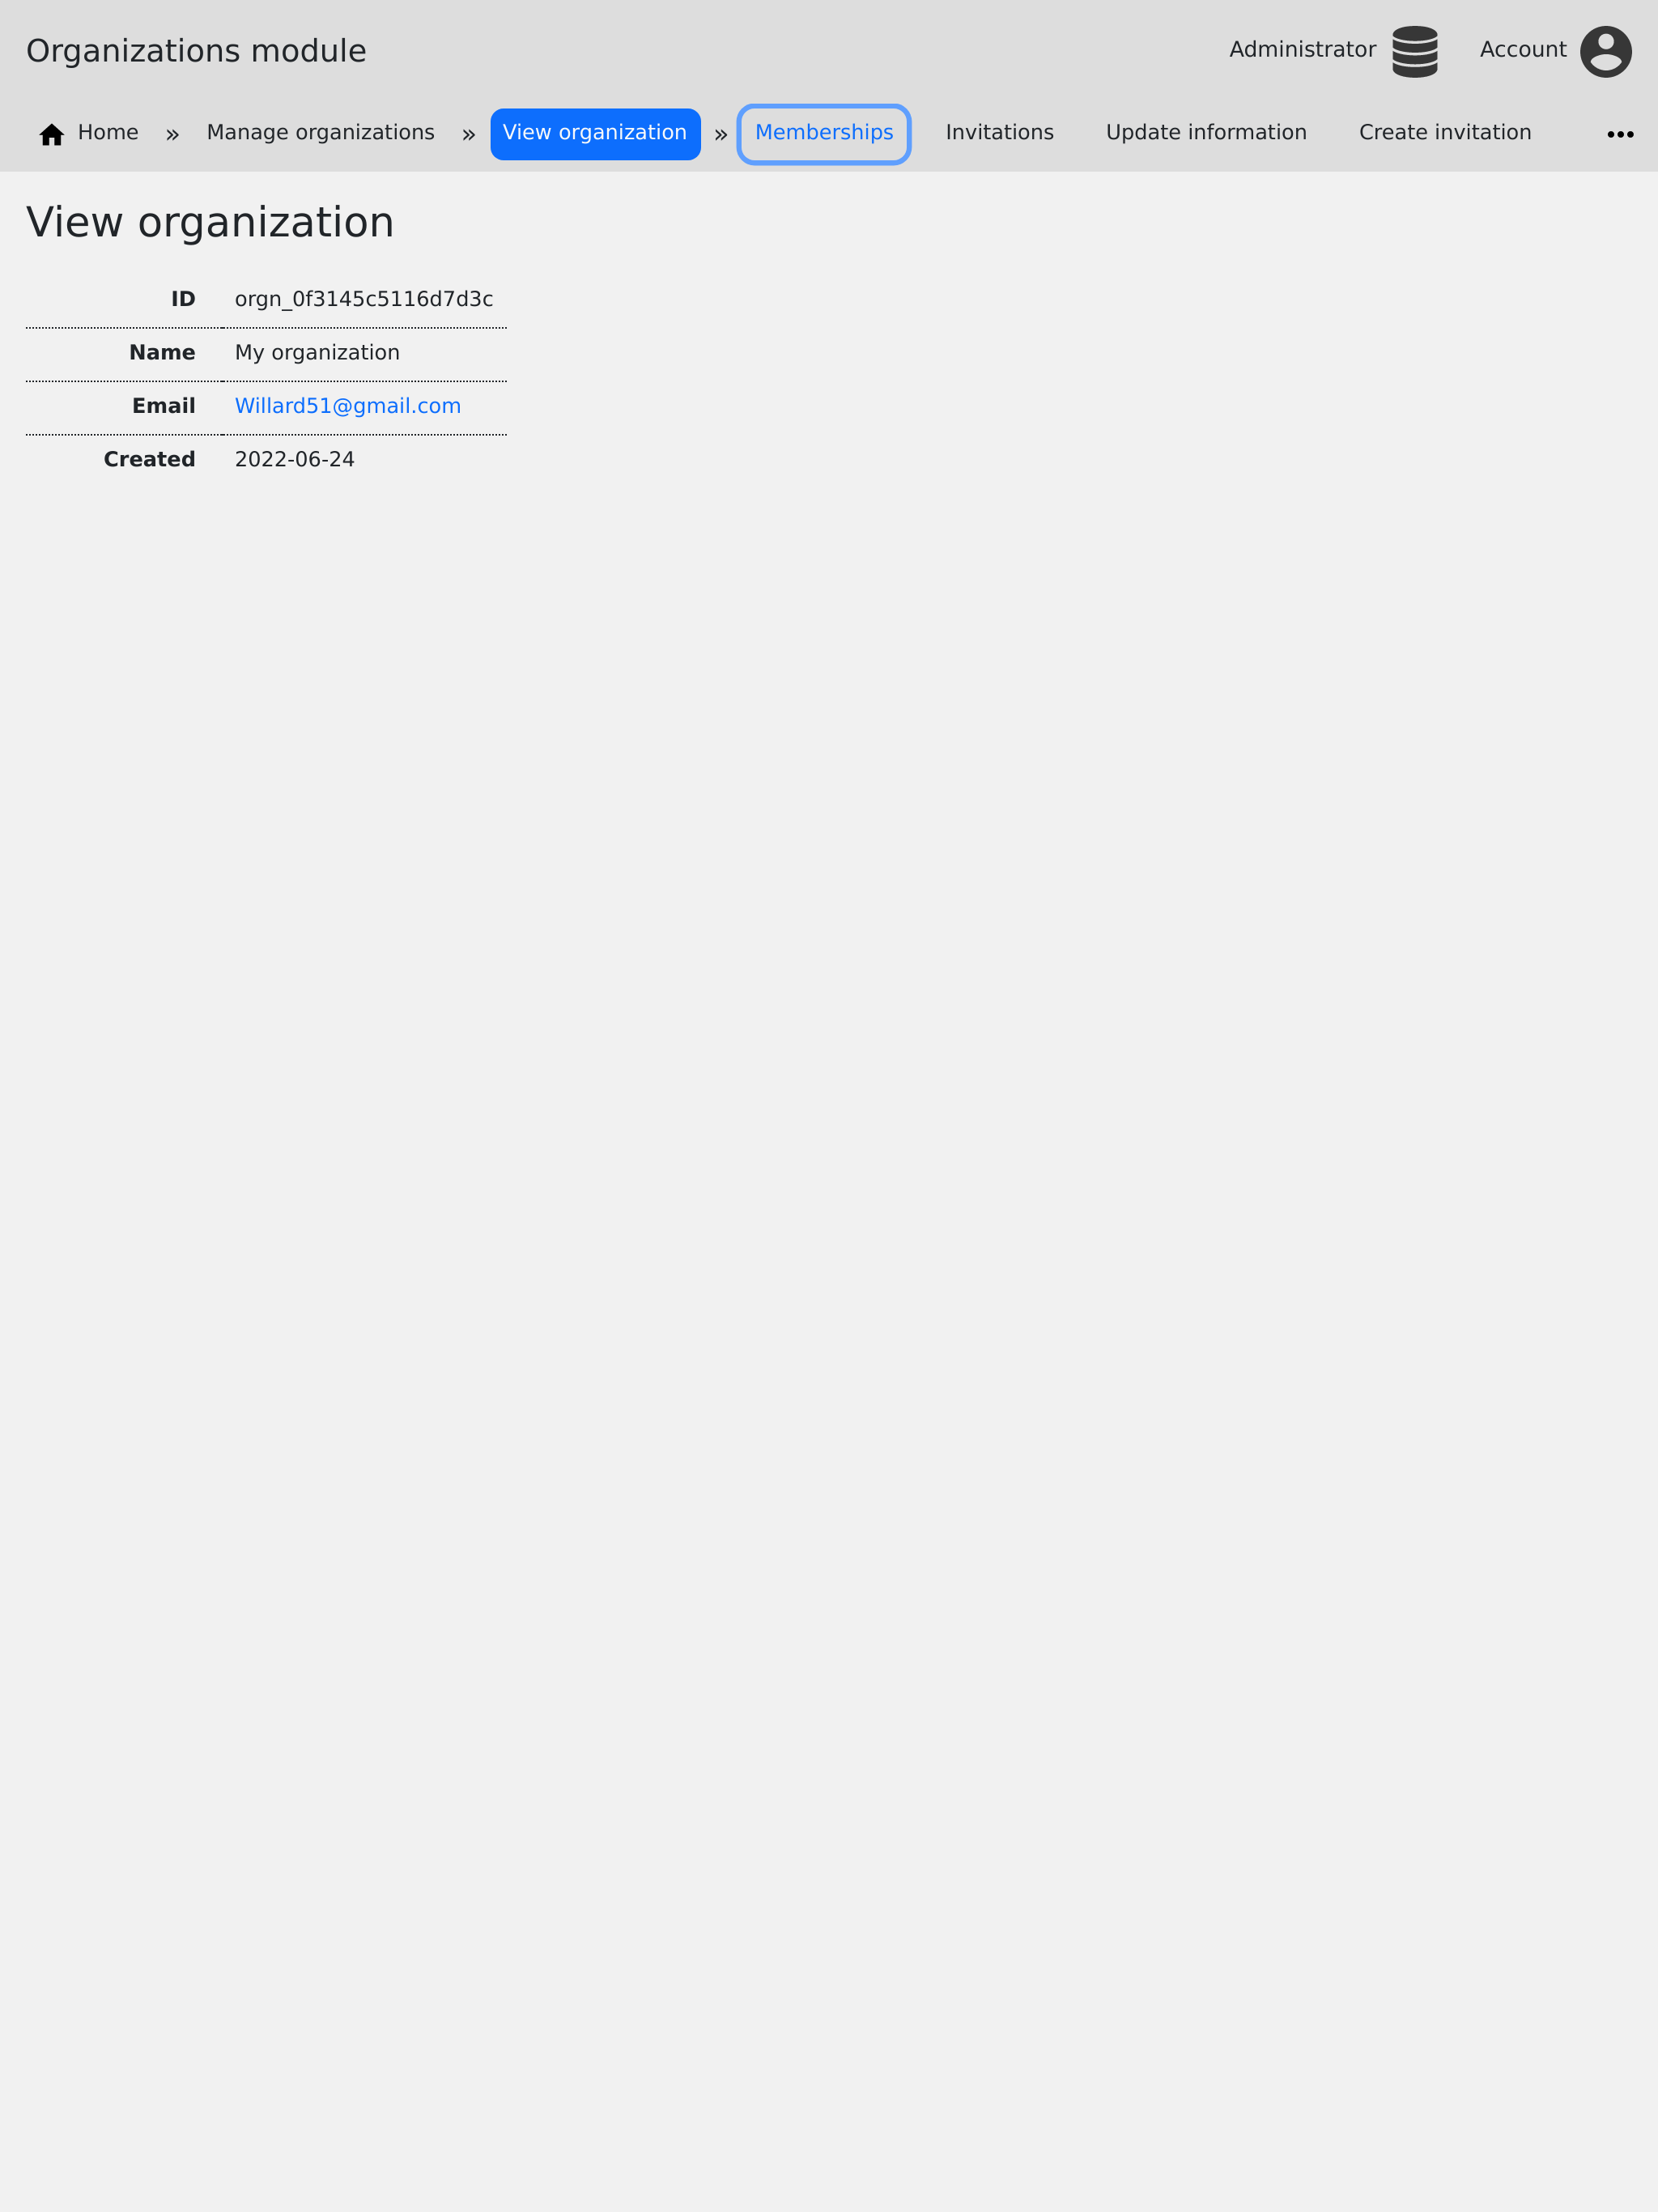 Organizations module Administrator Account
Home » Manage organizations » View organization » Memberships Invitations Update information Create invitation •••
View organization
ID orgn_0f3145c5116d7d3c
Name My organization
Email Willard51@gmail.com
Created 2022-06-24